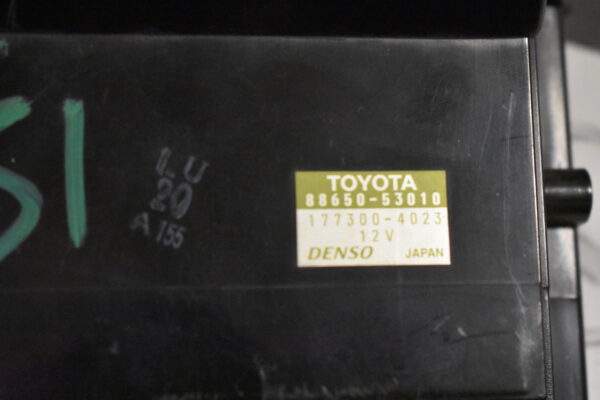 51
L U
20
A 155
TOYOTA
88650-53010
177300-4023
12V
DENSO JAPAN